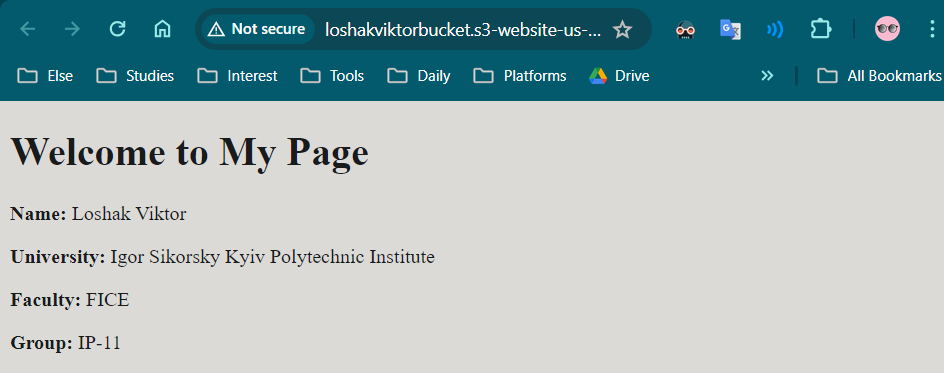 Not secure loshakviktorbucket.s3-website-us-...
Else Studies Interest Tools Daily Platforms Drive » All Bookmarks
Welcome to My Page
Name: Loshak Viktor
University: Igor Sikorsky Kyiv Polytechnic Institute
Faculty: FICE
Group: IP-11